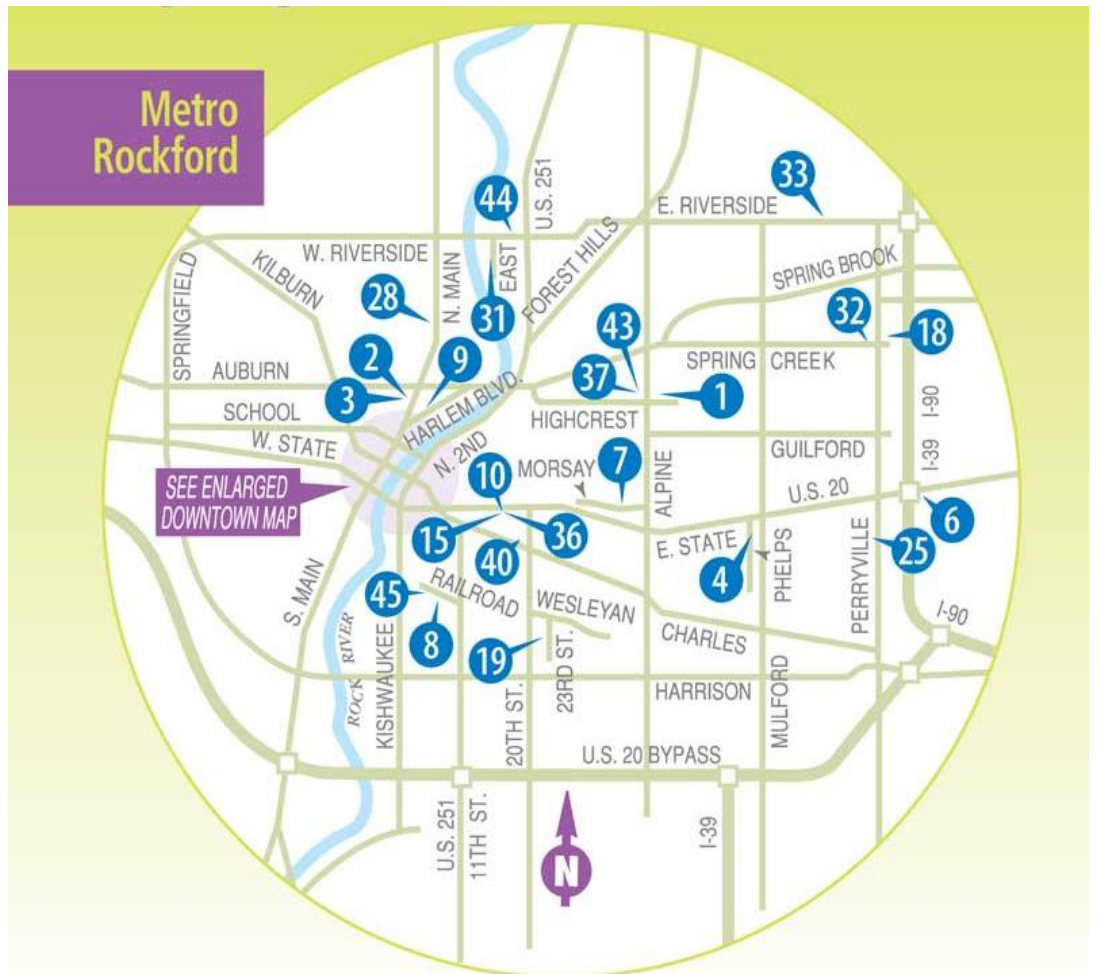 Metro
Rockford
33
44
U.S. 251
E. RIVERSIDE
W. RIVERSIDE
N. MAIN
EAST
FOREST HILLS
SPRING BROOK
KILBURN
SPRINGFIELD
28
31
43
32
18
2
9
AUBURN
3
HARLEM BLVD.
37
1
SPRING CREEK
SCHOOL
HIGHCREST
I-39
I-90
W. STATE
N. 2ND
GUILFORD
MORSAY
7
ALPINE
SEE ENLARGED
DOWNTOWN MAP
10
U.S. 20
6
15
36
E. STATE
40
4
PHELPS
25
PERRYVILLE
45
RAILROAD
8
WESLEYAN
S. MAIN
ROCK RIVER
KISHWAUKEE
19
23RD ST.
CHARLES
I-90
HARRISON
MULFORD
20TH ST.
U.S. 20 BYPASS
U.S. 251
11TH ST.
I-39
N